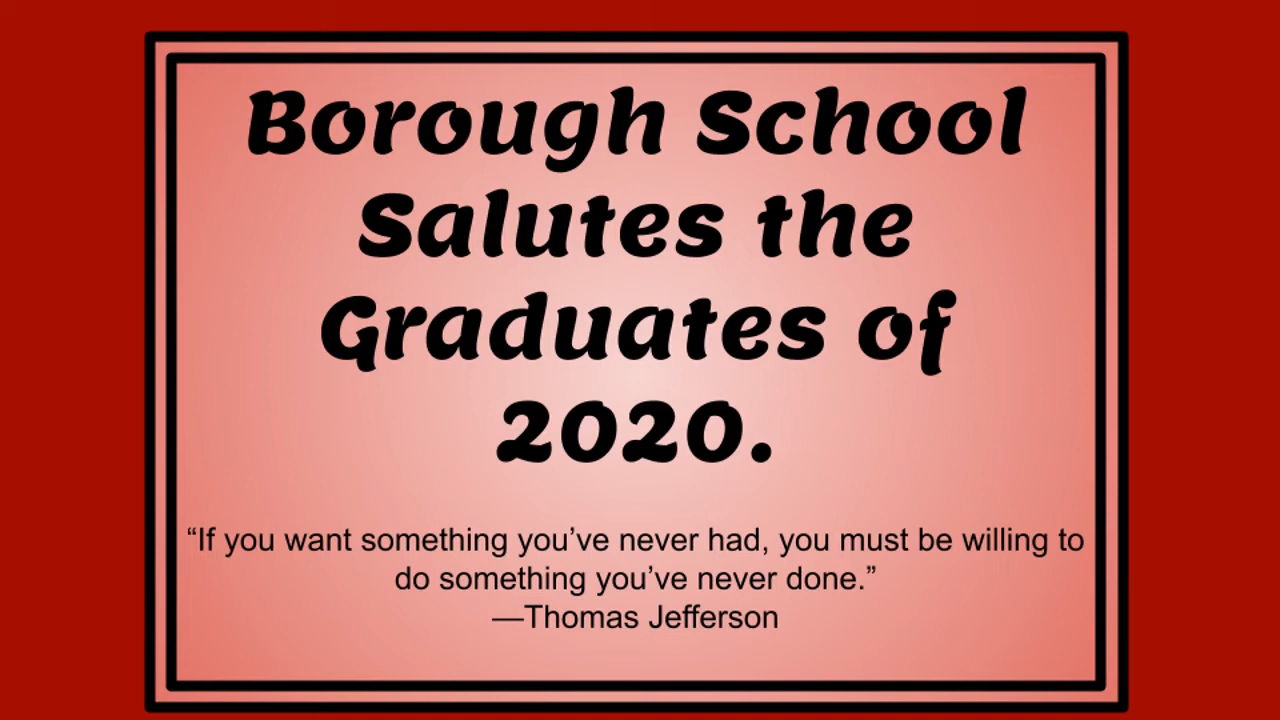 Borough School
Salutes the
Graduates of
2020.
“If you want something you’ve never had, you must be willing to
do something you’ve never done.”
—Thomas Jefferson